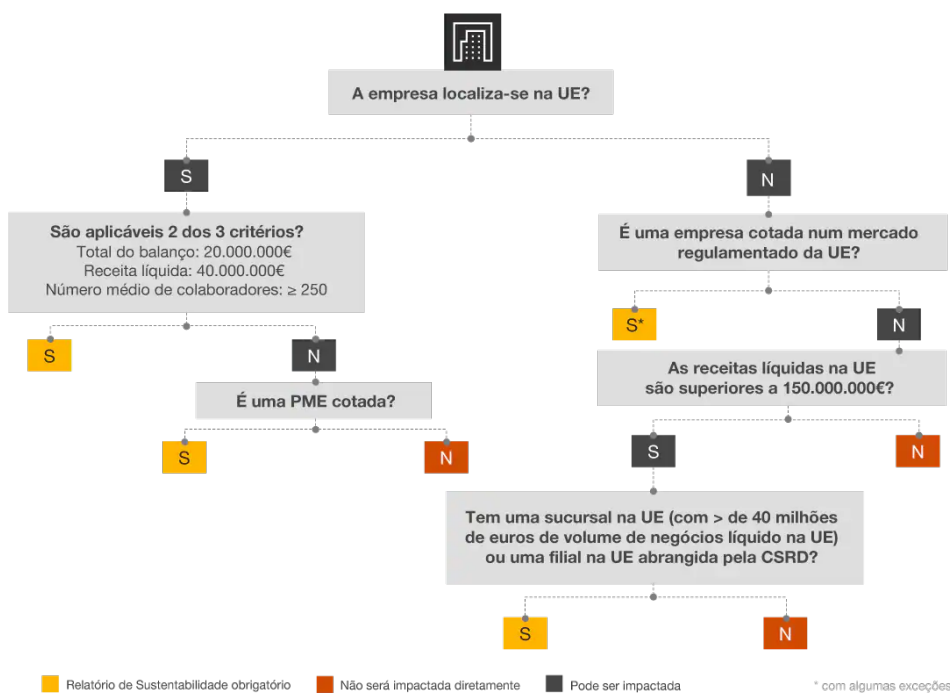 A empresa localiza-se na UE?
S
N
São aplicáveis 2 dos 3 critérios?
Total do balanço: 20.000.000€
Receita líquida: 40.000.000€
Número médio de colaboradores: ≥ 250
É uma empresa cotada num mercado
regulamentado da UE?
S
N
S*
N
É uma PME cotada?
As receitas líquidas na UE
são superiores a 150.000.000€?
S
N
S
N
Tem uma sucursal na UE (com > de 40 milhões
de euros de volume de negócios líquido na UE)
ou uma filial na UE abrangida pela CSRD?
S
N
Relatório de Sustentabilidade obrigatório
Não será impactada diretamente
Pode ser impactada
* com algumas exceções